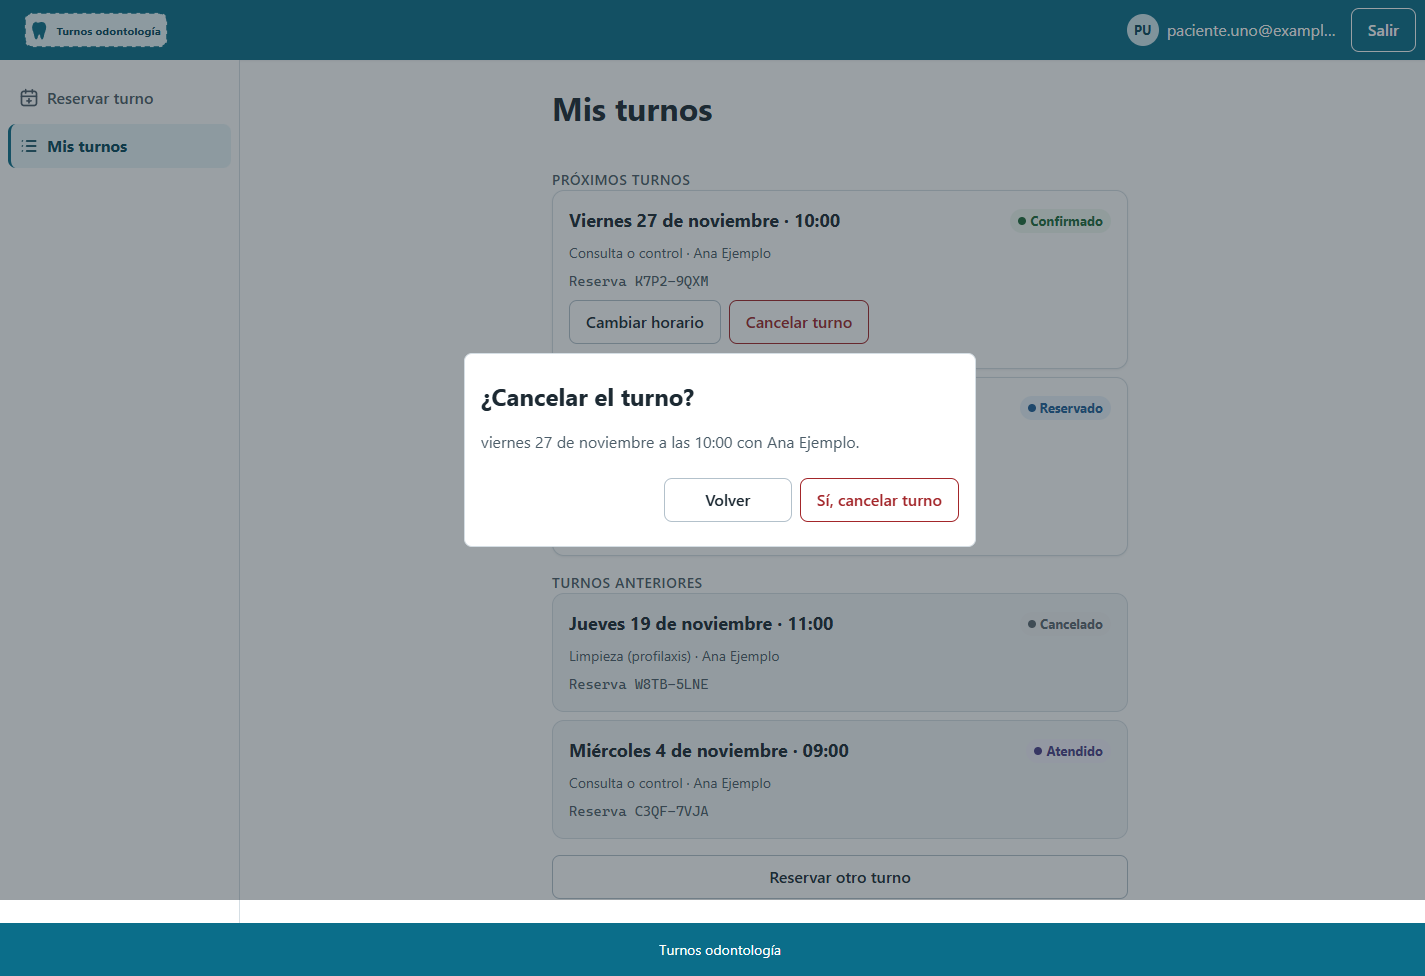 Turnos odontología
PU
paciente.uno@exampl...
Salir
Reservar turno
Mis turnos
Mis turnos
PRÓXIMOS TURNOS
Viernes 27 de noviembre · 10:00
Confirmado
Consulta o control · Ana Ejemplo
Reserva K7P2-9QXM
Cambiar horario
Cancelar turno
Reservado
¿Cancelar el turno?
viernes 27 de noviembre a las 10:00 con Ana Ejemplo.
Volver
Sí, cancelar turno
TURNOS ANTERIORES
Jueves 19 de noviembre · 11:00
Cancelado
Limpieza (profilaxis) · Ana Ejemplo
Reserva W8TB-5LNE
Miércoles 4 de noviembre · 09:00
Atendido
Consulta o control · Ana Ejemplo
Reserva C3QF-7VJA
Reservar otro turno
Turnos odontología